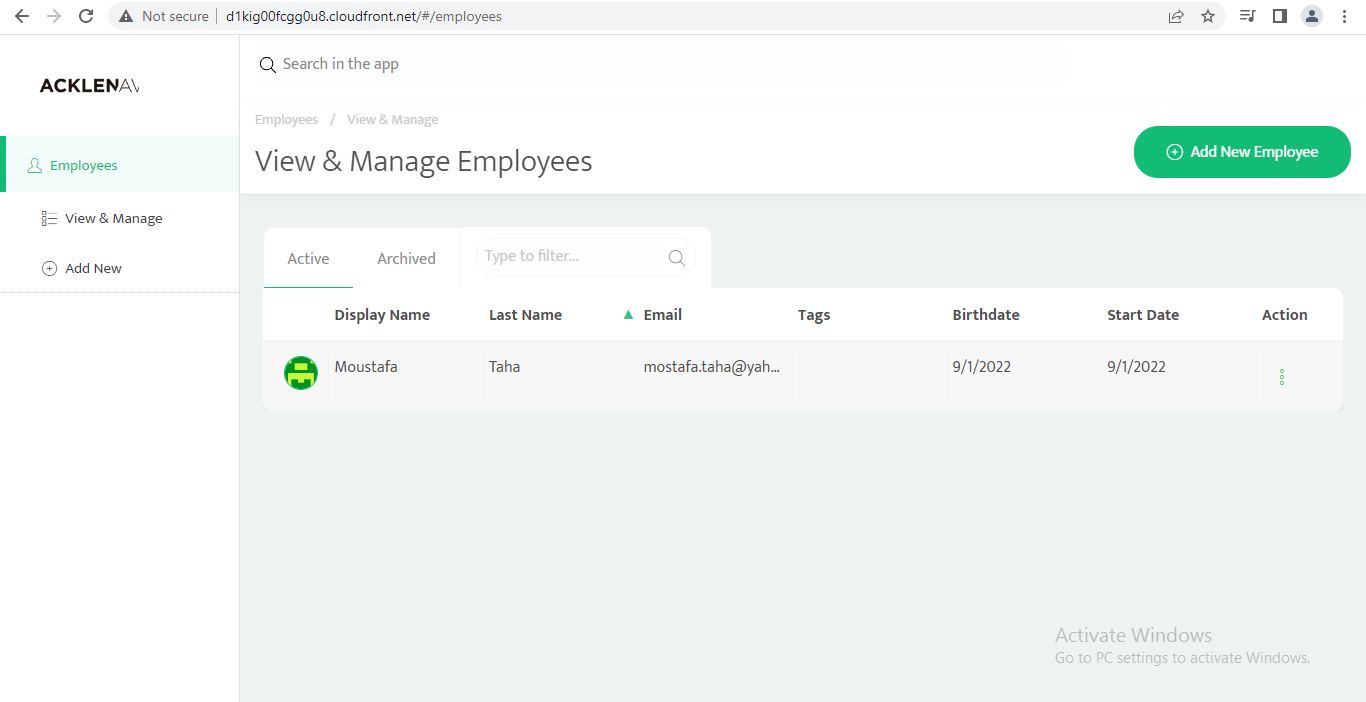 Not secure d1kig00fcgg0u8.cloudfront.net/#/employees
ACKLENAV
Search in the app
Employees / View & Manage
View & Manage Employees
Add New Employee
Employees
View & Manage
Add New
Active Archived Type to filter...
Display Name Last Name Email Tags Birthdate Start Date Action
Moustafa Taha mostafa.taha@yah... 9/1/2022 9/1/2022
Activate Windows
Go to PC settings to activate Windows.